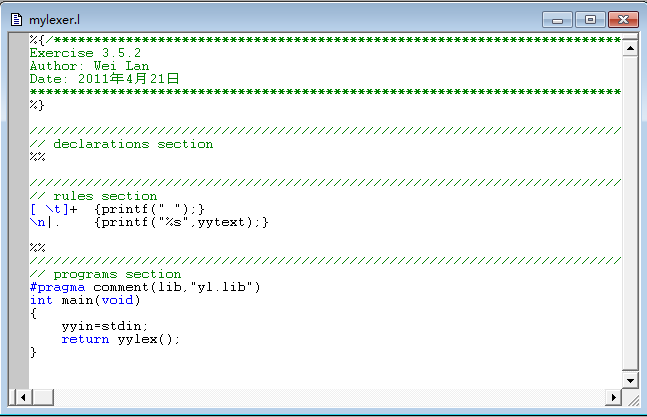 mylexer.l
%{/************************************************************************
Exercise 3.5.2
Author: Wei Lan
Date: 2011年4月21日
***************************************************************************
%}
///////////////////////////////////////////////////////////////////////////
// declarations section
%%
///////////////////////////////////////////////////////////////////////////
// rules section
[ \t]+  {printf(" ");}
\n|.    {printf("%s",yytext);}
%%
///////////////////////////////////////////////////////////////////////////
// programs section
#pragma comment(lib,"yl.lib")
int main(void)
{
    yyin=stdin;
    return yylex();
}